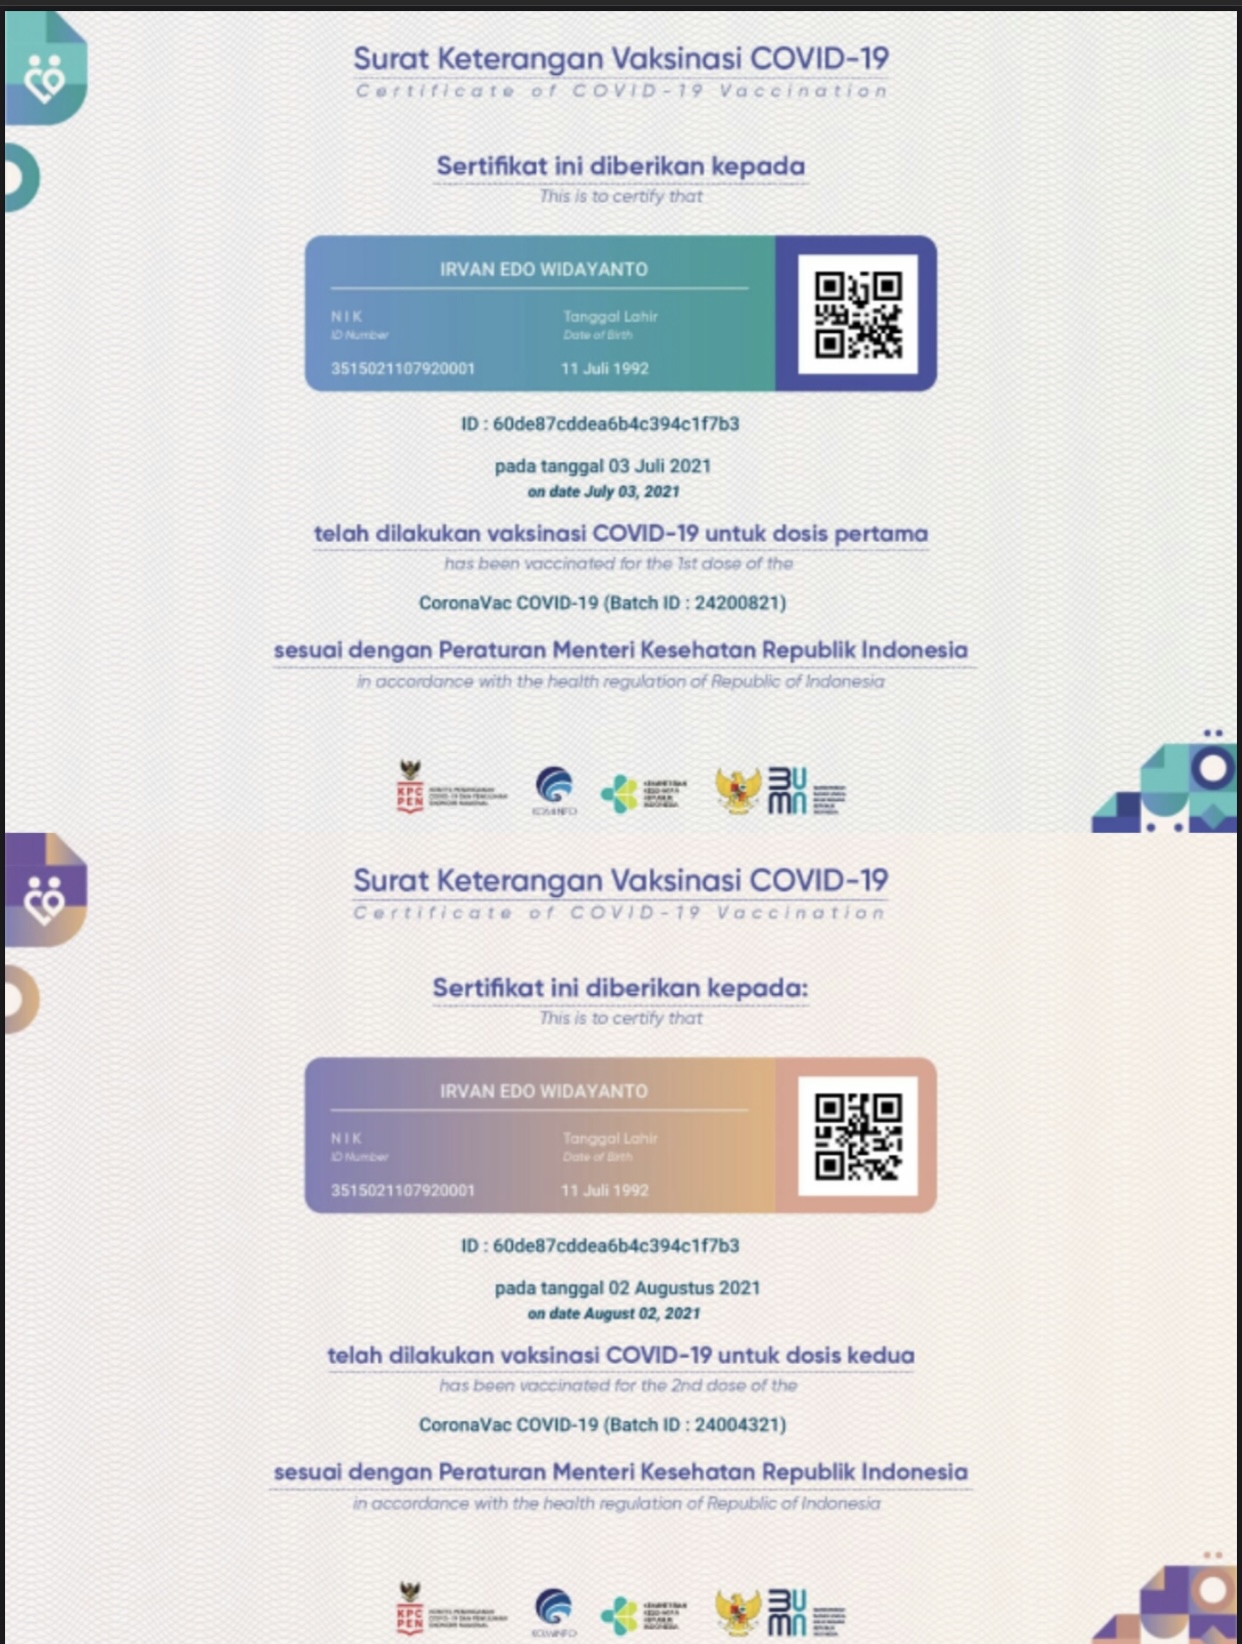 Surat Keterangan Vaksinasi COVID-19
Certificate of COVID-19 Vaccination
Sertifikat ini diberikan kepada
This is to certify that
IRVAN EDO WIDAYANTO
NIK
Tanggal Lahir
ID Number
Date of Birth
3515021107920001
11 Juli 1992
ID : 60de87cddea6b4c394c1f7b3
pada tanggal 03 Juli 2021
on date July 03, 2021
telah dilakukan vaksinasi COVID-19 untuk dosis pertama
has been vaccinated for the 1st dose of the
CoronaVac COVID-19 (Batch ID : 24200821)
sesuai dengan Peraturan Menteri Kesehatan Republik Indonesia
in accordance with the health regulation of Republic of Indonesia
KPC
PEN
KOMINFO
KEMENTERIAN
KESEHATAN
REPUBLIK
INDONESIA
BUMN
Surat Keterangan Vaksinasi COVID-19
Certificate of COVID-19 Vaccination
Sertifikat ini diberikan kepada:
This is to certify that
IRVAN EDO WIDAYANTO
NIK
Tanggal Lahir
ID Number
Date of Birth
3515021107920001
11 Juli 1992
ID : 60de87cddea6b4c394c1f7b3
pada tanggal 02 Augustus 2021
on date August 02, 2021
telah dilakukan vaksinasi COVID-19 untuk dosis kedua
has been vaccinated for the 2nd dose of the
CoronaVac COVID-19 (Batch ID : 24004321)
sesuai dengan Peraturan Menteri Kesehatan Republik Indonesia
in accordance with the health regulation of Republic of Indonesia
KPC
PEN
KOMINFO
KEMENTERIAN
KESEHATAN
REPUBLIK
INDONESIA
BUMN